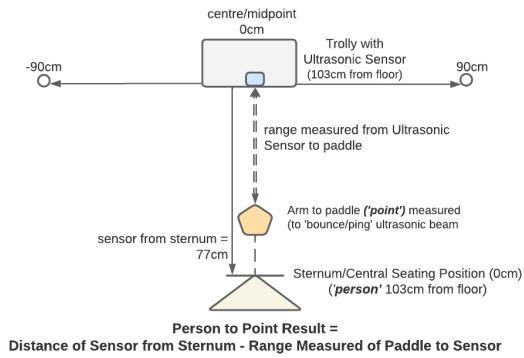 centre/midpoint
0cm
Trolly with
Ultrasonic Sensor
(103cm from floor)
-90cm
90cm
range measured from Ultrasonic
Sensor to paddle
Arm to paddle ('point') measured
(to 'bounce/ping' ultrasonic beam
sensor from sternum =
77cm
Sternum/Central Seating Position (0cm)
('person' 103cm from floor)
Person to Point Result =
Distance of Sensor from Sternum - Range Measured of Paddle to Sensor